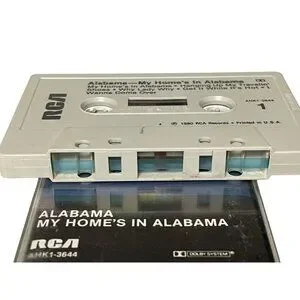 Alabama—My Home's In Alabama
My Home's In Alabama • Hanging Up My Travelin'
Shoes • Why Lady Why • Get It While It's Hot • I
Wanna Come Over
RCA
AHK1-3644
1
℗ 1980 RCA Records • Printed in U.S.A.
ALABAMA
MY HOME'S IN ALABAMA
RCA
AHK1-3644
DOLBY SYSTEM